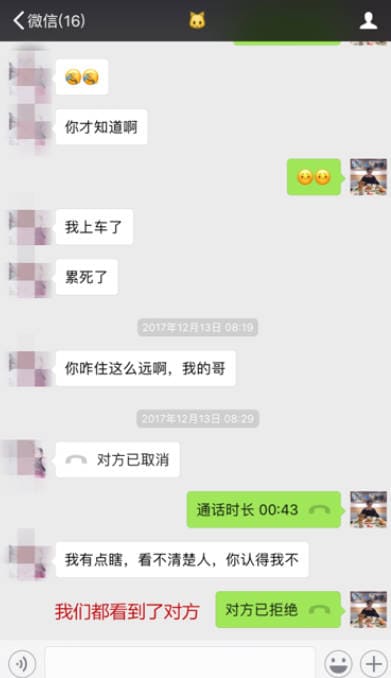 微信(16)
你才知道啊
我上车了
累死了
2017年12月13日 08:19
你咋住这么远啊，我的哥
2017年12月13日 08:29
对方已取消
通话时长 00:43
我有点瞎，看不清楚人，你认得我不
我们都看到了对方
对方已拒绝